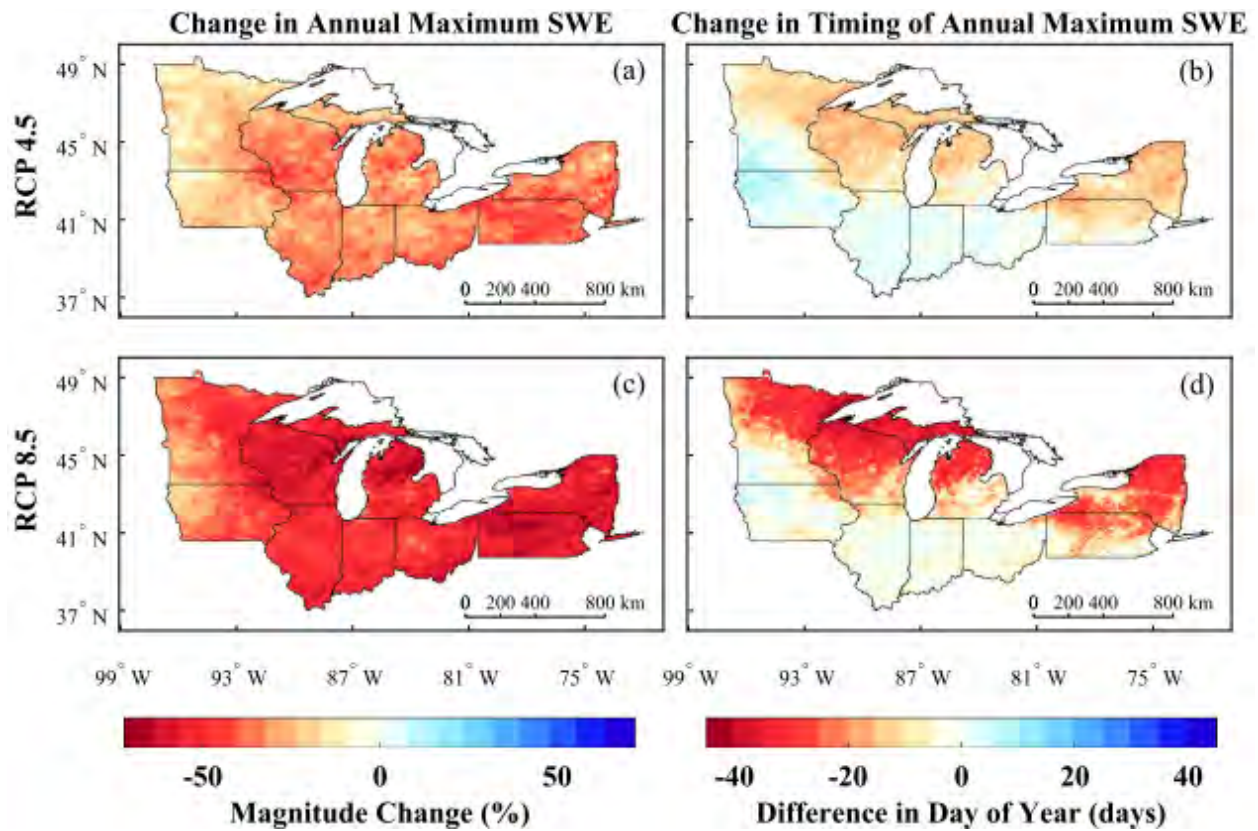 Change in Annual Maximum SWE
Change in Timing of Annual Maximum SWE
RCP 4.5
49° N
45° N
41° N
37° N
(a)
0 200 400 800 km
(b)
0 200 400 800 km
RCP 8.5
49° N
45° N
41° N
37° N
(c)
0 200 400 800 km
(d)
0 200 400 800 km
99° W 93° W 87° W 81° W 75° W
99° W 93° W 87° W 81° W 75° W
-50 0 50
Magnitude Change (%)
-40 -20 0 20 40
Difference in Day of Year (days)